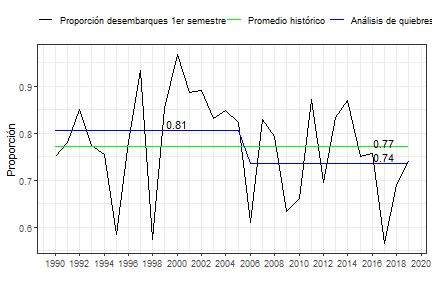 Proporción desembarques 1er semestre Promedio histórico Análisis de quiebres
0.9
0.81
0.8
0.77
0.74
0.7
0.6
Proporción
1990 1992 1994 1996 1998 2000 2002 2004 2006 2008 2010 2012 2014 2016 2018 2020